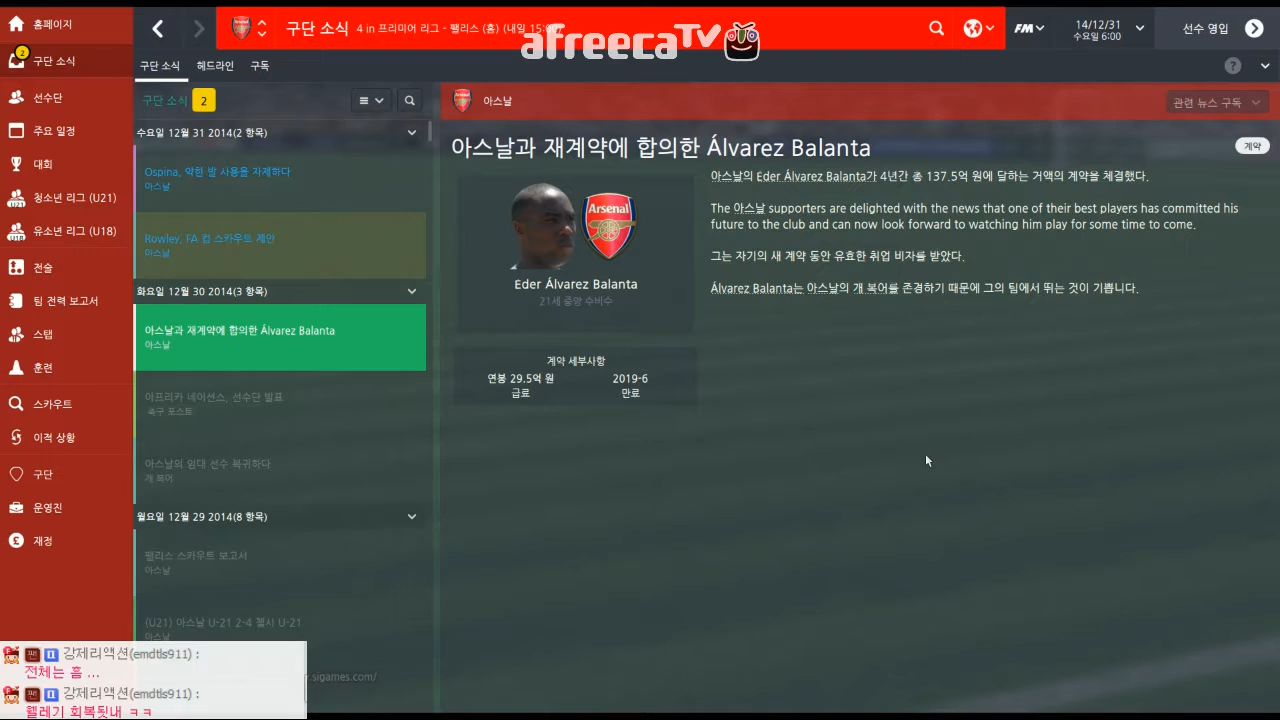 홈페이지
2
구단 소식
선수단
주요 일정
대회
청소년 리그 (U21)
유소년 리그 (U18)
전술
팀 전력 보고서
스탭
훈련
스카우트
이적 상황
구단
운영진
재정
구단 소식 4 in 프리미어 리그 - 팰리스 (홈) (내일 15:00)
afreecaTV
FM
14/12/31
수요일 6:00
선수 영입
구단 소식 헤드라인 구독
?
구단 소식 2
수요일 12월 31 2014(2 항목)
Ospina, 약한 발 사용을 자제하다
아스날
Rowley, FA 컵 스카우트 제안
아스날
화요일 12월 30 2014(3 항목)
아스날과 재계약에 합의한 Álvarez Balanta
아스날
아프리카 네이션스, 선수단 발표
축구 포스트
아스날의 임대 선수 복귀하다
개 복어
월요일 12월 29 2014(8 항목)
팰리스 스카우트 보고서
아스날
(U21) 아스날 U-21 2-4 첼시 U-21
아스날
아스날
관련 뉴스 구독
아스날과 재계약에 합의한 Álvarez Balanta
계약
Arsenal
Eder Álvarez Balanta
21세 중앙 수비수
계약 세부사항
연봉 29.5억 원 2019-6
급료 만료
아스날의 Eder Álvarez Balanta가 4년간 총 137.5억 원에 달하는 거액의 계약을 체결했다.
The 아스날 supporters are delighted with the news that one of their best players has committed his
future to the club and can now look forward to watching him play for some time to come.
그는 자기의 새 계약 동안 유효한 취업 비자를 받았다.
Álvarez Balanta는 아스날의 개 복어를 존경하기 때문에 그의 팀에서 뛰는 것이 기쁩니다.
.sigames.com/
팬 강제리액션(emdtls911) :
전체는 흠 ...
팬 강제리액션(emdtls911) :
헬레기 회복됫내 ㅋㅋ